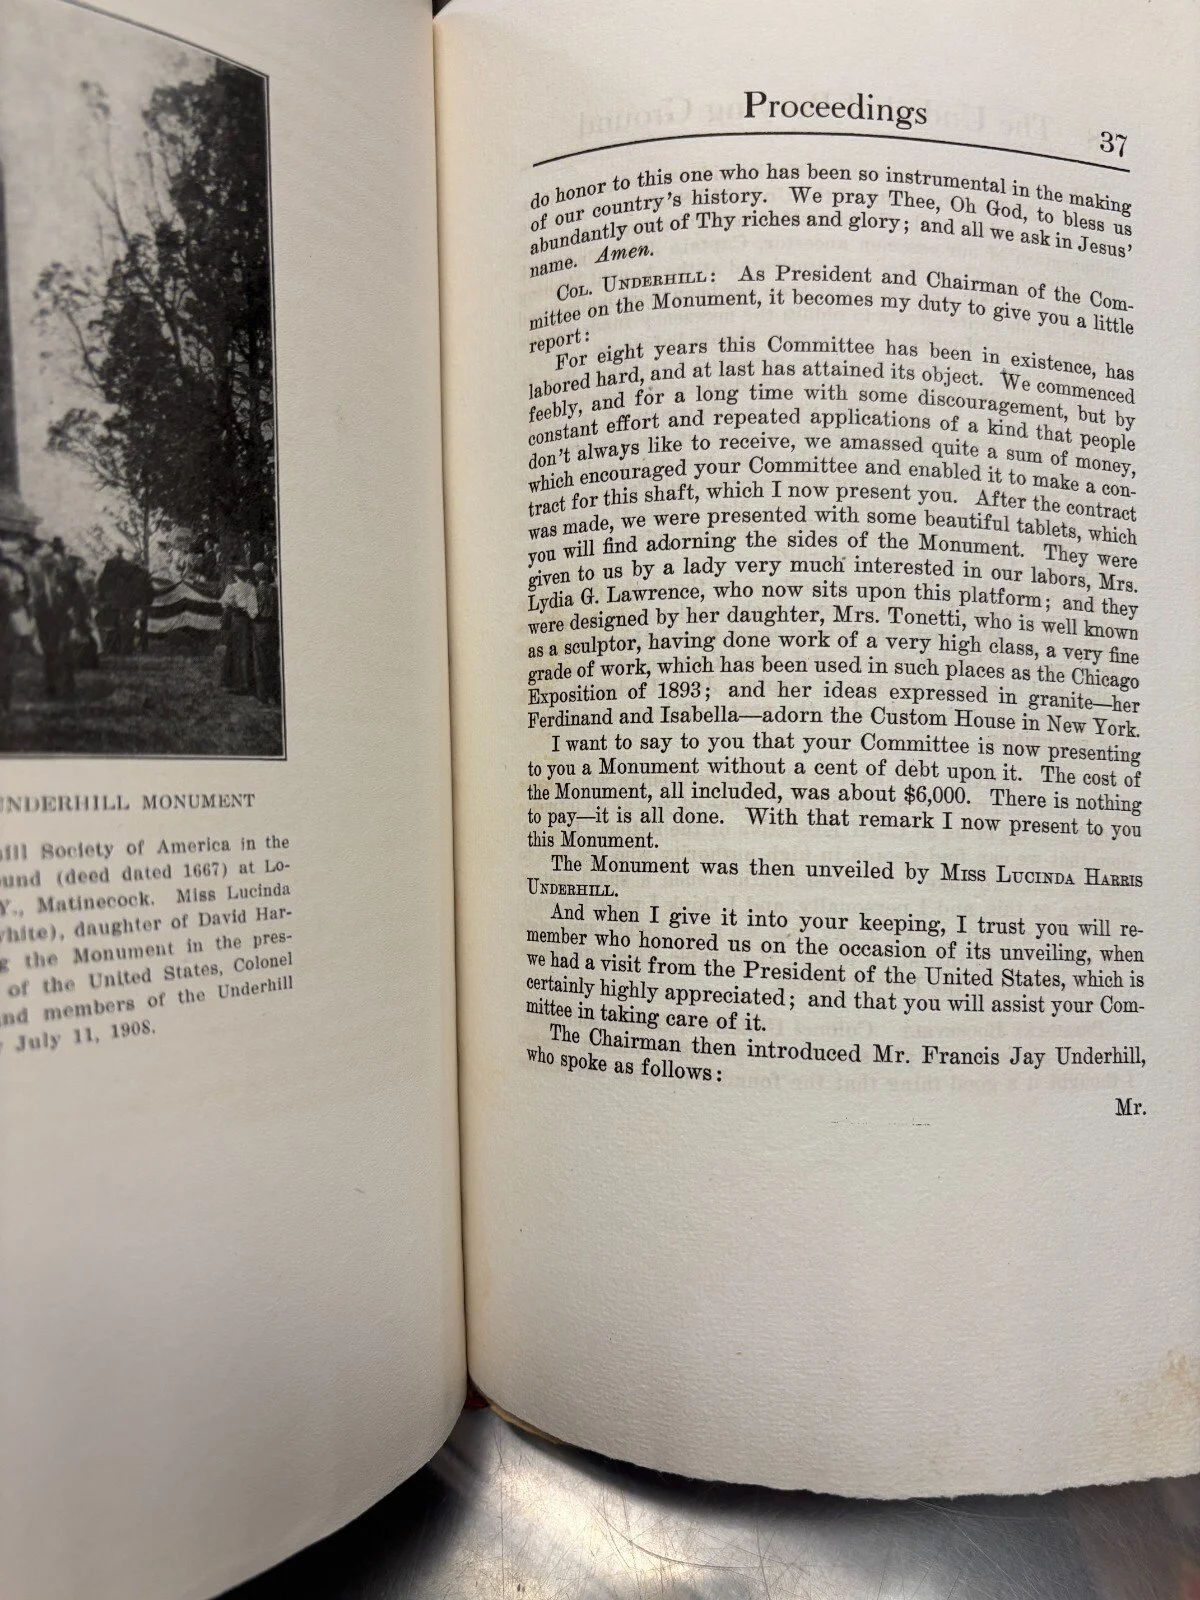 UNDERHILL MONUMENT
Society of America in the
(deed dated 1667) at Lo-
Matinecock. Miss Lucinda
daughter of David Har-
the Monument in the pres-
of the United States, Colonel
and members of the Underhill
July 11, 1908.
Proceedings
37
do honor to this one who has been so instrumental in the making
of our country's history. We pray Thee, Oh God, to bless us
abundantly out of Thy riches and glory; and all we ask in Jesus'
name. Amen.
COL. UNDERHILL: As President and Chairman of the Com-
mittee on the Monument, it becomes my duty to give you a little
report:
For eight years this Committee has been in existence, has
labored hard, and at last has attained its object. We commenced
feebly, and for a long time with some discouragement, but by
constant effort and repeated applications of a kind that people
don't always like to receive, we amassed quite a sum of money,
which encouraged your Committee and enabled it to make a con-
tract for this shaft, which I now present you. After the contract
was made, we were presented with some beautiful tablets, which
you will find adorning the sides of the Monument. They were
given to us by a lady very much interested in our labors, Mrs.
Lydia G. Lawrence, who now sits upon this platform; and they
were designed by her daughter, Mrs. Tonetti, who is well known
as a sculptor, having done work of a very high class, a very fine
grade of work, which has been used in such places as the Chicago
Exposition of 1893; and her ideas expressed in granite—her
Ferdinand and Isabella—adorn the Custom House in New York.
I want to say to you that your Committee is now presenting
to you a Monument without a cent of debt upon it. The cost of
the Monument, all included, was about $6,000. There is nothing
to pay—it is all done. With that remark I now present to you
this Monument.
The Monument was then unveiled by MISS LUCINDA HARRIS
UNDERHILL.
And when I give it into your keeping, I trust you will re-
member who honored us on the occasion of its unveiling, when
we had a visit from the President of the United States, which is
certainly highly appreciated; and that you will assist your Com-
mittee in taking care of it.
The Chairman then introduced Mr. Francis Jay Underhill,
who spoke as follows:
Mr.